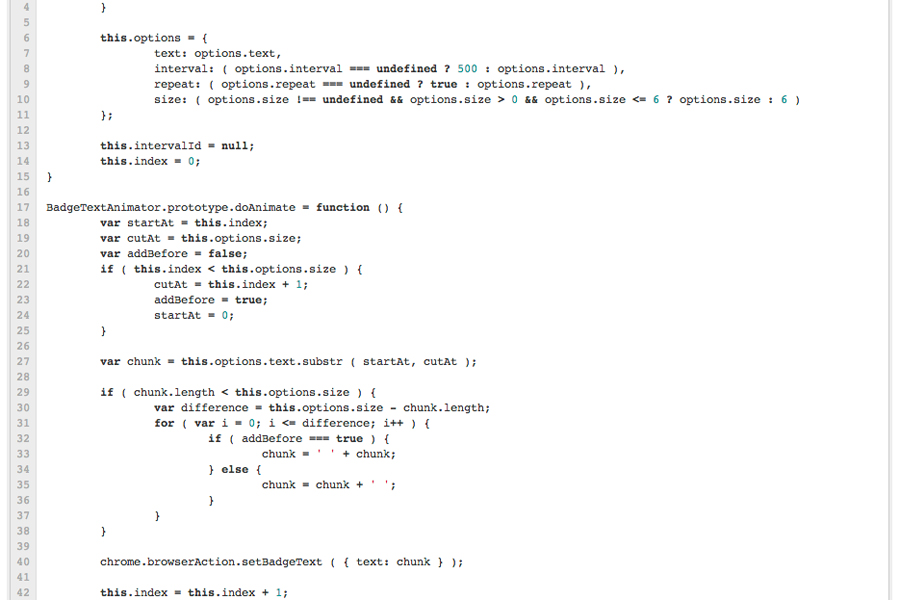 4 }
5
6 this.options = {
7 text: options.text,
8 interval: ( options.interval === undefined ? 500 : options.interval ),
9 repeat: ( options.repeat === undefined ? true : options.repeat ),
10 size: ( options.size !== undefined && options.size > 0 && options.size <= 6 ? options.size : 6 )
11 };
12
13 this.intervalId = null;
14 this.index = 0;
15 }
16
17 BadgeTextAnimator.prototype.doAnimate = function () {
18 var startAt = this.index;
19 var cutAt = this.options.size;
20 var addBefore = false;
21 if ( this.index < this.options.size ) {
22 cutAt = this.index + 1;
23 addBefore = true;
24 startAt = 0;
25 }
26
27 var chunk = this.options.text.substr ( startAt, cutAt );
28
29 if ( chunk.length < this.options.size ) {
30 var difference = this.options.size - chunk.length;
31 for ( var i = 0; i <= difference; i++ ) {
32 if ( addBefore === true ) {
33 chunk = ' ' + chunk;
34 } else {
35 chunk = chunk + ' ';
36 }
37 }
38 }
39
40 chrome.browserAction.setBadgeText ( { text: chunk } );
41
42 this.index = this.index + 1;